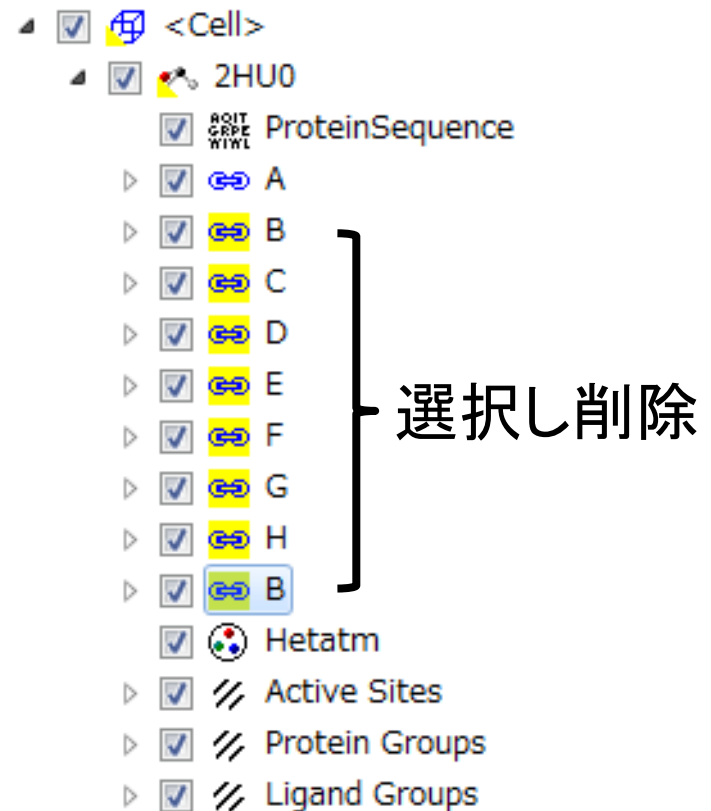 <Cell>
2HU0
AQIT
GRPE
WIWL
ProteinSequence
A
B
C
D
E
F
G
H
B
選択し削除
Hetatm
Active Sites
Protein Groups
Ligand Groups